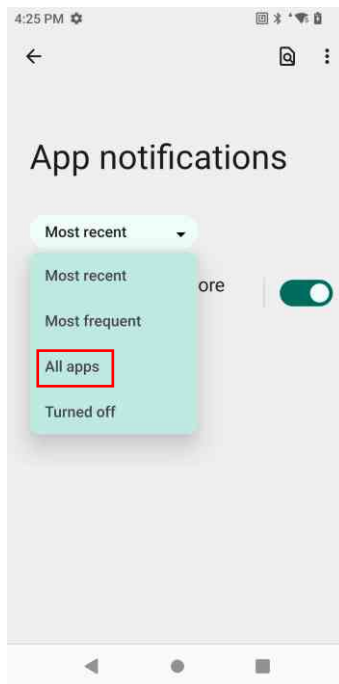 4:25 PM
App notifications
Most recent
Most recent
ore
Most frequent
All apps
Turned off